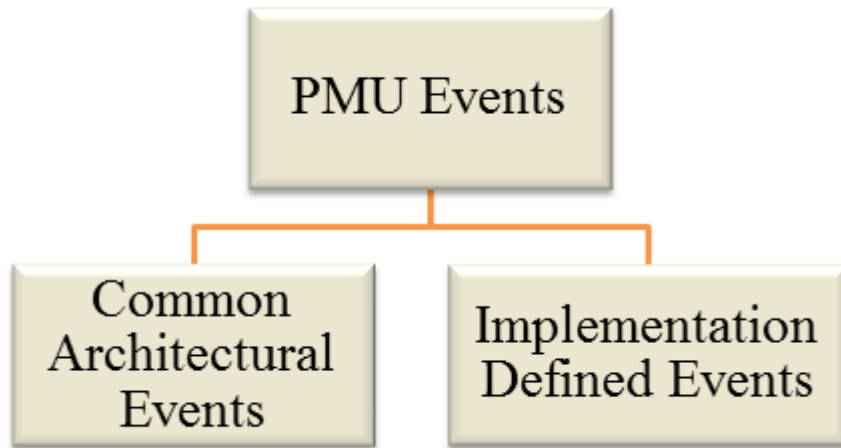 PMU Events
Common
Architectural
Events
Implementation
Defined Events